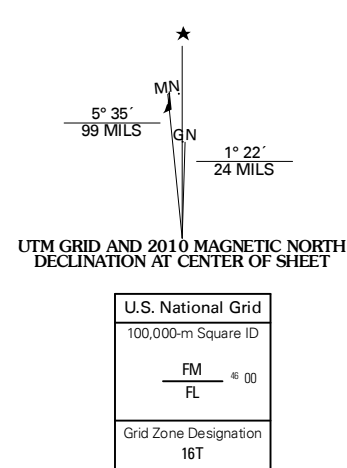 ★
MN
5° 35´
99 MILS
GN
1° 22´
24 MILS
UTM GRID AND 2010 MAGNETIC NORTH
DECLINATION AT CENTER OF SHEET
U.S. National Grid
100,000-m Square ID
FM
46 00
FL
Grid Zone Designation
16T